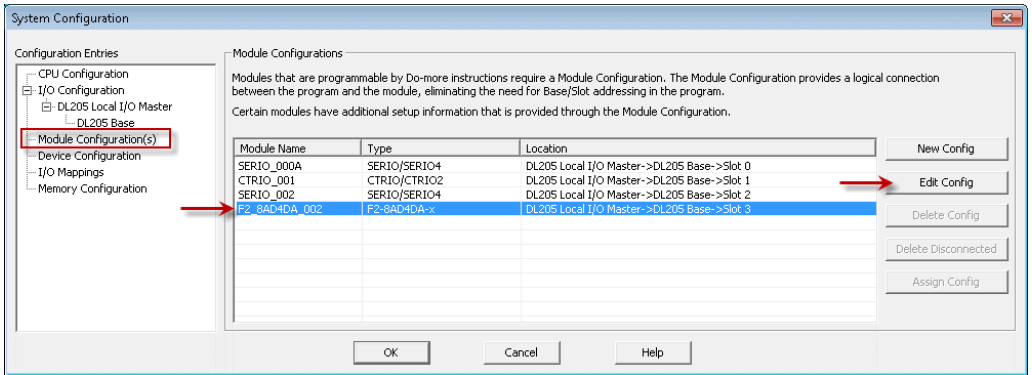 System Configuration
Configuration Entries
CPU Configuration
I/O Configuration
DL205 Local I/O Master
DL205 Base
Module Configuration(s)
Device Configuration
I/O Mappings
Memory Configuration
Module Configurations
Modules that are programmable by Do-more instructions require a Module Configuration. The Module Configuration provides a logical connection
between the program and the module, eliminating the need for Base/Slot addressing in the program.
Certain modules have additional setup information that is provided through the Module Configuration.
Module Name Type Location
SERIO_000A SERIO/SERIO4 DL205 Local I/O Master->DL205 Base->Slot 0
CTRIO_001 CTRIO/CTRIO2 DL205 Local I/O Master->DL205 Base->Slot 1
SERIO_002 SERIO/SERIO4 DL205 Local I/O Master->DL205 Base->Slot 2
F2_8AD4DA_002 F2-8AD4DA-x DL205 Local I/O Master->DL205 Base->Slot 3
New Config
Edit Config
Delete Config
Delete Disconnected
Assign Config
OK Cancel Help